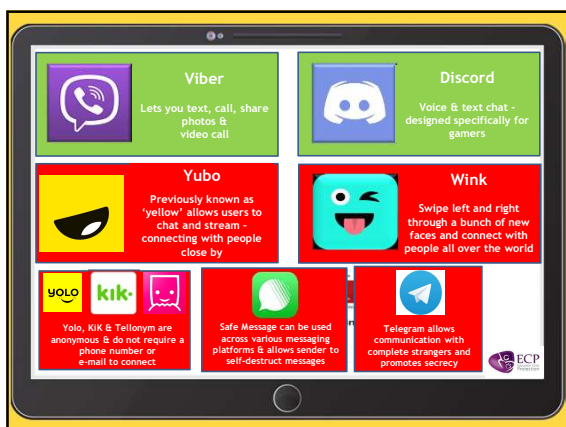 Viber
Lets you text, call, share
photos &
video call
Discord
Voice & text chat –
designed specifically for
gamers
Yubo
Previously known as
‘yellow’ allows users to
chat and stream –
connecting with people
close by
Wink
Swipe left and right
through a bunch of new
faces and connect with
people all over the world
YOLO
kik·
Yolo, KiK & Tellonym are
anonymous & do not require a
phone number or
e-mail to connect
Safe Message can be used
across various messaging
platforms & allows sender to
self-destruct messages
Telegram allows
communication with
complete strangers and
promotes secrecy
ECP
Protection